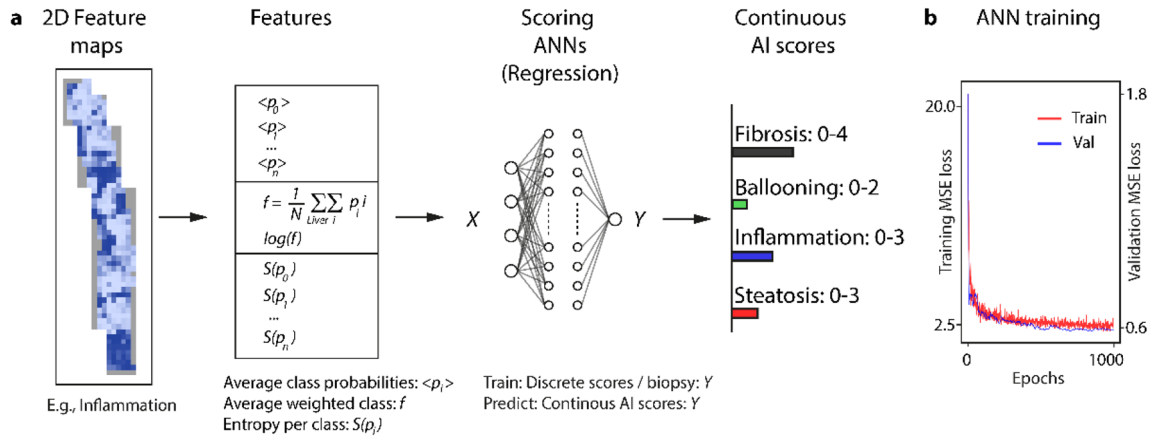 a
2D Feature
maps
E.g., Inflammation
Features
<p0>
<p1>
...
<pn>
f = 1/N ΣΣ pi i
Liver i
log(f)
S(p0)
S(p1)
...
S(pn)
Average class probabilities: <pi>
Average weighted class: f
Entropy per class: S(pi)
Scoring
ANNs
(Regression)
X
Y
Train: Discrete scores / biopsy: Y
Predict: Continous AI scores: Y
Continuous
AI scores
Fibrosis: 0-4
Ballooning: 0-2
Inflammation: 0-3
Steatosis: 0-3
b
ANN training
20.0
2.5
Training MSE loss
Train
Val
1.8
0.6
Validation MSE loss
0
1000
Epochs